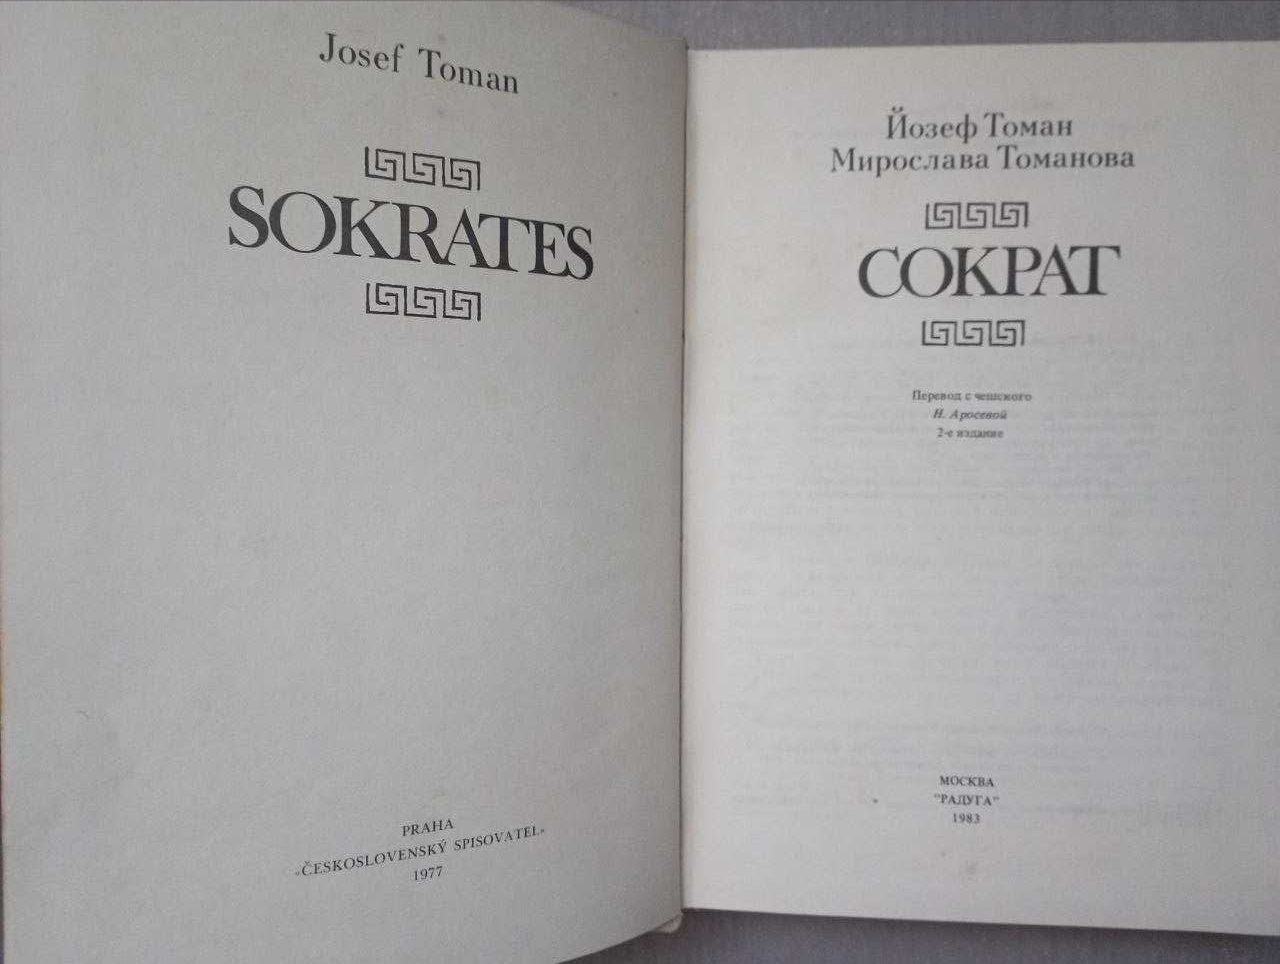 Josef Toman
SOKRATES
PRAHA
«ČESKOSLOVENSKÝ SPISOVATEL»
1977
Йозеф Томан
Мирослава Томанова
СОКРАТ
Перевод с чешского
Н. Аросевой
2-е издание
МОСКВА
"РАДУГА"
1983